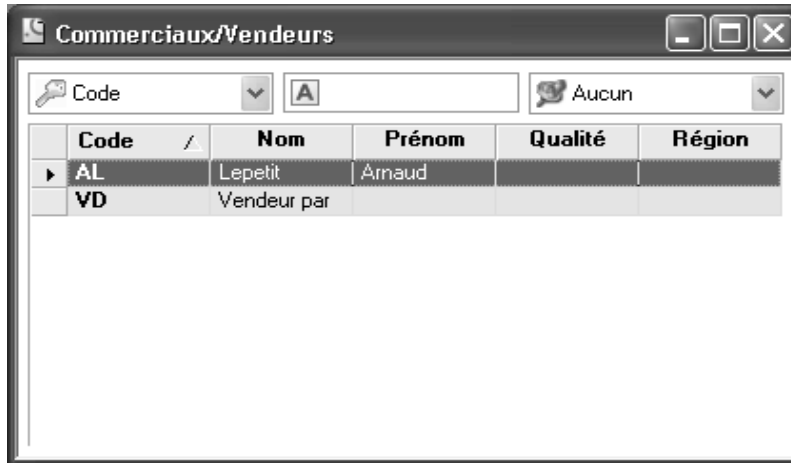 Commerciaux/Vendeurs
Code A Aucun
Code Nom Prénom Qualité Région
AL Lepetit Arnaud
VD Vendeur par